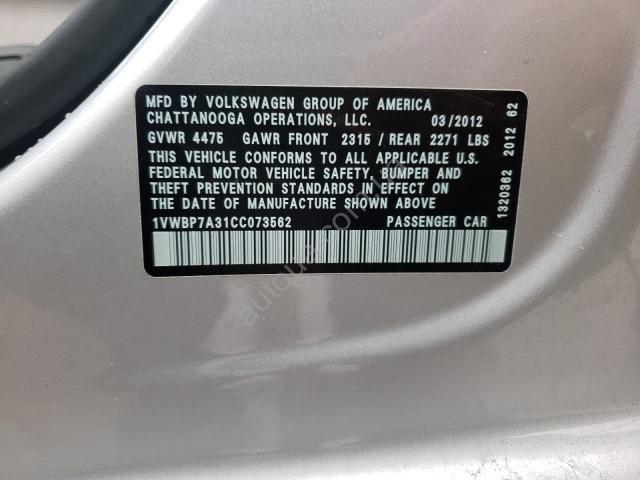 MFD BY VOLKSWAGEN GROUP OF AMERICA
CHATTANOOGA OPERATIONS, LLC. 03/2012
GVWR 4475 GAWR FRONT 2315 / REAR 2271 LBS
THIS VEHICLE CONFORMS TO ALL APPLICABLE U.S.
FEDERAL MOTOR VEHICLE SAFETY, BUMPER AND
THEFT PREVENTION STANDARDS IN EFFECT ON
THE DATE OF MANUFACTURE SHOWN ABOVE
1VWBP7A31CC073562 PASSENGER CAR
1320362 2012 62